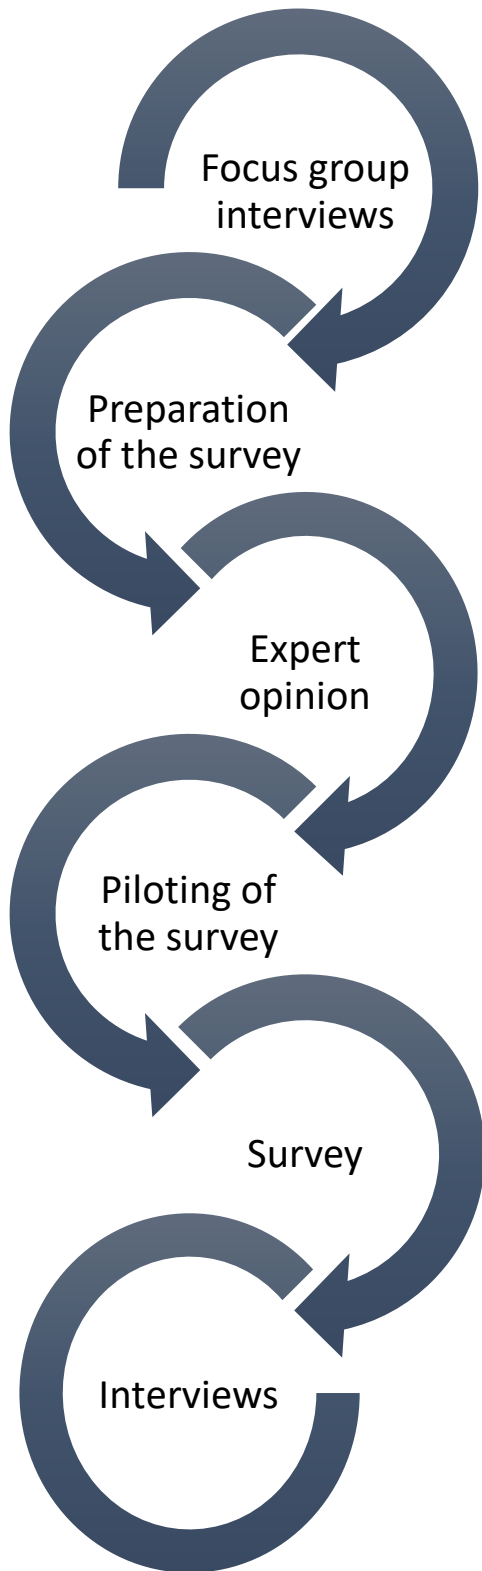 Focus group
interviews
Preparation
of the survey
Expert
opinion
Piloting of
the survey
Survey
Interviews